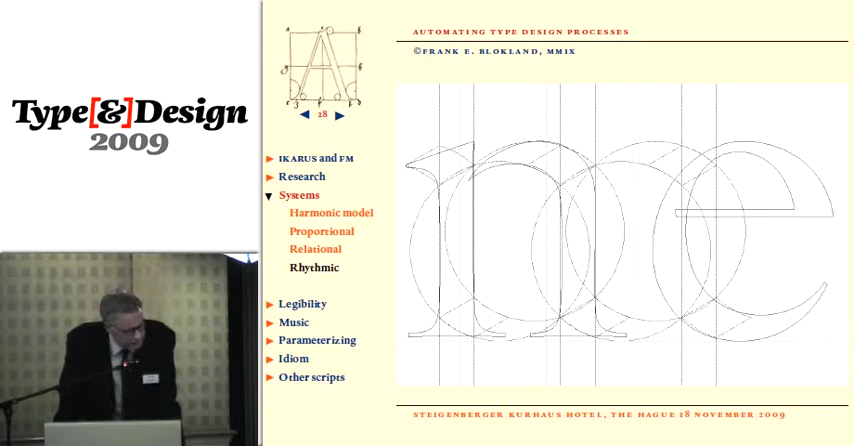 Type[&]Design
2009
28
IKARUS and FM
Research
Systems
Harmonic model
Proportional
Relational
Rhythmic
Legibility
Music
Parameterizing
Idiom
Other scripts
AUTOMATING TYPE DESIGN PROCESSES
©FRANK E. BLOKLAND, MMIX
ne
STEIGENBERGER KURHAUS HOTEL, THE HAGUE 18 NOVEMBER 2009